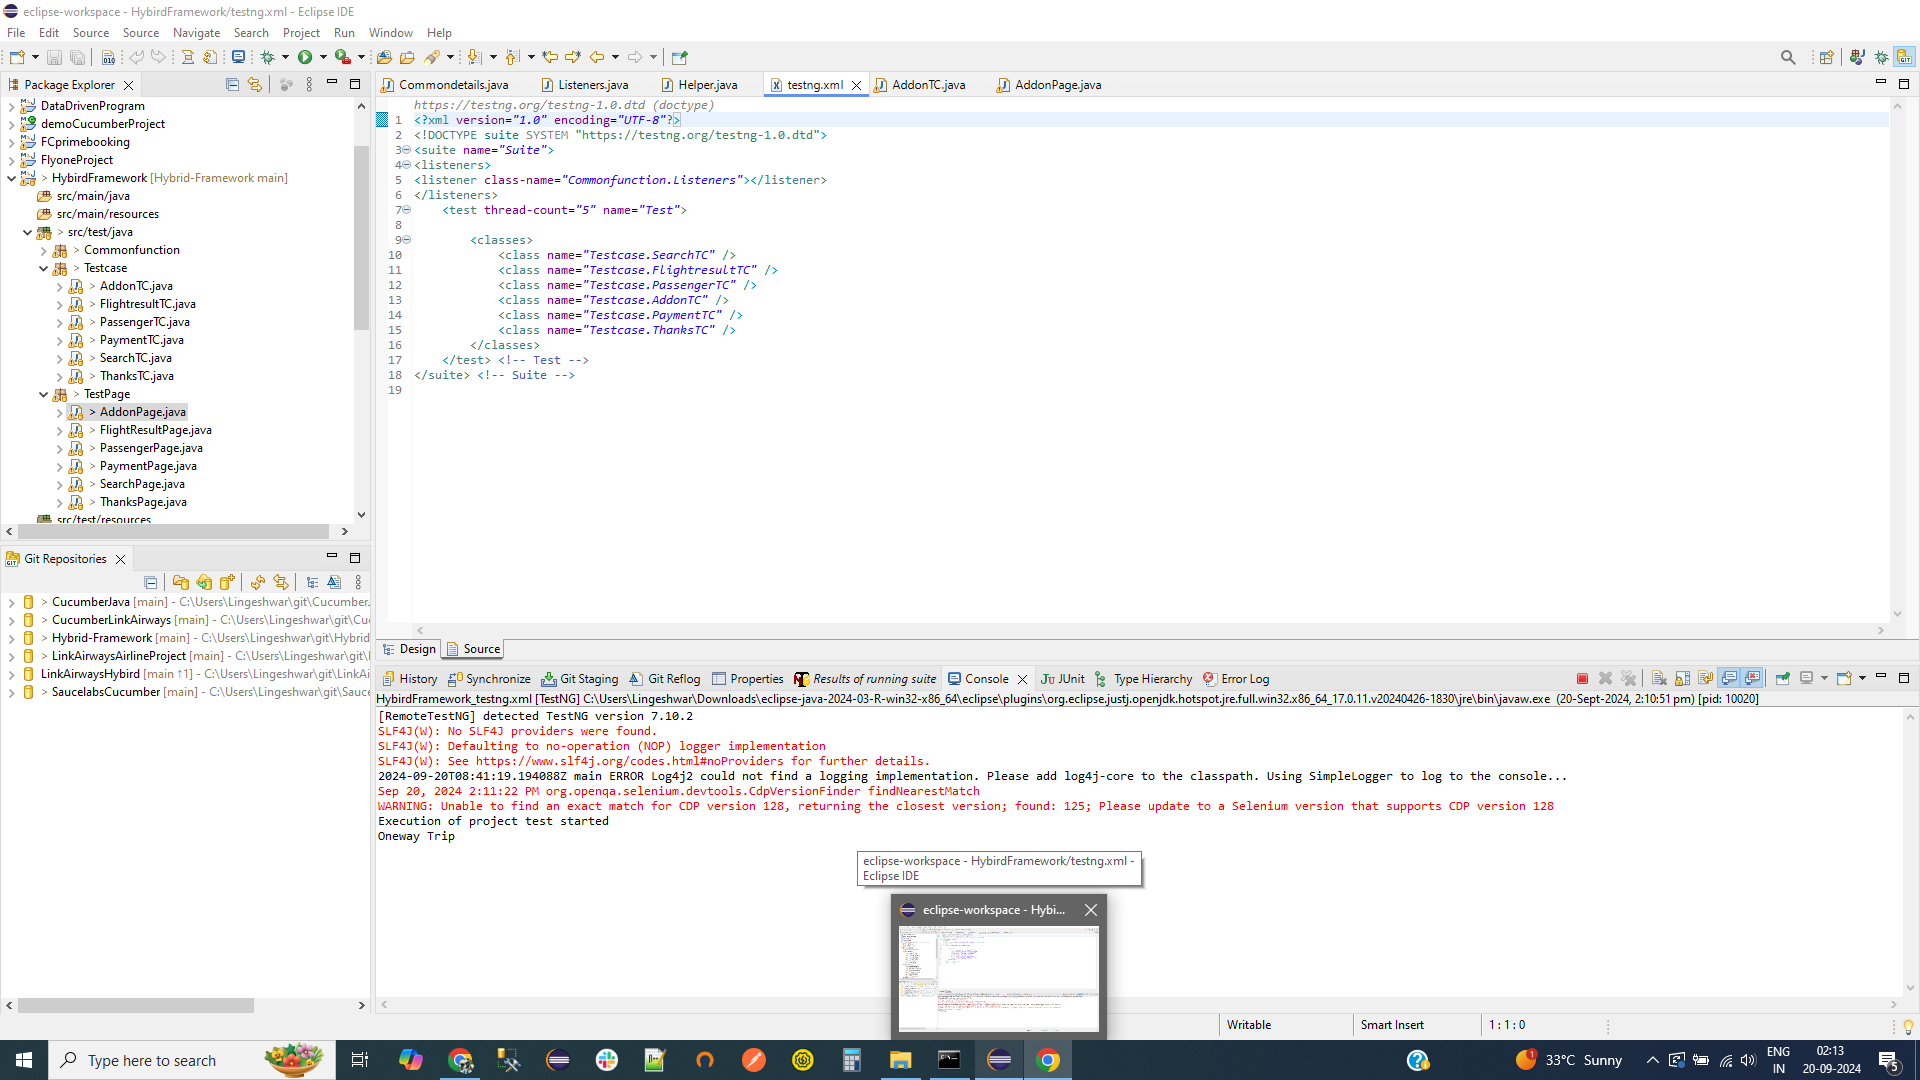 eclipse-workspace - HybirdFramework/testng.xml - Eclipse IDE
File Edit Source Source Navigate Search Project Run Window Help
Package Explorer
DataDrivenProgram
demoCucumberProject
FCprimebooking
FlyoneProject
> HybirdFramework [Hybrid-Framework main]
src/main/java
src/main/resources
> src/test/java
> Commonfunction
> Testcase
> AddonTC.java
> FlightresultTC.java
> PassengerTC.java
> PaymentTC.java
> SearchTC.java
> ThanksTC.java
> TestPage
> AddonPage.java
> FlightResultPage.java
> PassengerPage.java
> PaymentPage.java
> SearchPage.java
> ThanksPage.java
src/test/resources
Git Repositories
> CucumberJava [main] - C:\Users\Lingeshwar\git\Cucumber
> CucumberLinkAirways [main] - C:\Users\Lingeshwar\git\Cu
> Hybrid-Framework [main] - C:\Users\Lingeshwar\git\Hybrid
> LinkAirwaysAirlineProject [main] - C:\Users\Lingeshwar\git\
LinkAirwaysHybird [main ↑1] - C:\Users\Lingeshwar\git\LinkAi
> SaucelabsCucumber [main] - C:\Users\Lingeshwar\git\Sauce
Commondetails.java Listeners.java Helper.java testng.xml AddonTC.java AddonPage.java
https://testng.org/testng-1.0.dtd (doctype)
1 <?xml version="1.0" encoding="UTF-8"?>
2 <!DOCTYPE suite SYSTEM "https://testng.org/testng-1.0.dtd">
3 <suite name="Suite">
4 <listeners>
5 <listener class-name="Commonfunction.Listeners"></listener>
6 </listeners>
7 <test thread-count="5" name="Test">
8
9 <classes>
10 <class name="Testcase.SearchTC" />
11 <class name="Testcase.FlightresultTC" />
12 <class name="Testcase.PassengerTC" />
13 <class name="Testcase.AddonTC" />
14 <class name="Testcase.PaymentTC" />
15 <class name="Testcase.ThanksTC" />
16 </classes>
17 </test> <!-- Test -->
18 </suite> <!-- Suite -->
19
Design Source
History Synchronize Git Staging Git Reflog Properties Results of running suite Console JUnit Type Hierarchy Error Log
HybirdFramework_testng.xml [TestNG] C:\Users\Lingeshwar\Downloads\eclipse-java-2024-03-R-win32-x86_64\eclipse\plugins\org.eclipse.justj.openjdk.hotspot.jre.full.win32.x86_64_17.0.11.v20240426-1830\jre\bin\javaw.exe (20-Sept-2024, 2:10:51 pm) [pid: 10020]
[RemoteTestNG] detected TestNG version 7.10.2
SLF4J(W): No SLF4J providers were found.
SLF4J(W): Defaulting to no-operation (NOP) logger implementation
SLF4J(W): See https://www.slf4j.org/codes.html#noProviders for further details.
2024-09-20T08:41:19.194088Z main ERROR Log4j2 could not find a logging implementation. Please add log4j-core to the classpath. Using SimpleLogger to log to the console...
Sep 20, 2024 2:11:22 PM org.openqa.selenium.devtools.CdpVersionFinder findNearestMatch
WARNING: Unable to find an exact match for CDP version 128, returning the closest version; found: 125; Please update to a Selenium version that supports CDP version 128
Execution of project test started
Oneway Trip
eclipse-workspace - HybirdFramework/testng.xml -
Eclipse IDE
eclipse-workspace - Hybi...
Writable Smart Insert 1 : 1 : 0
Type here to search
33°C Sunny
ENG
IN
02:13
20-09-2024
5